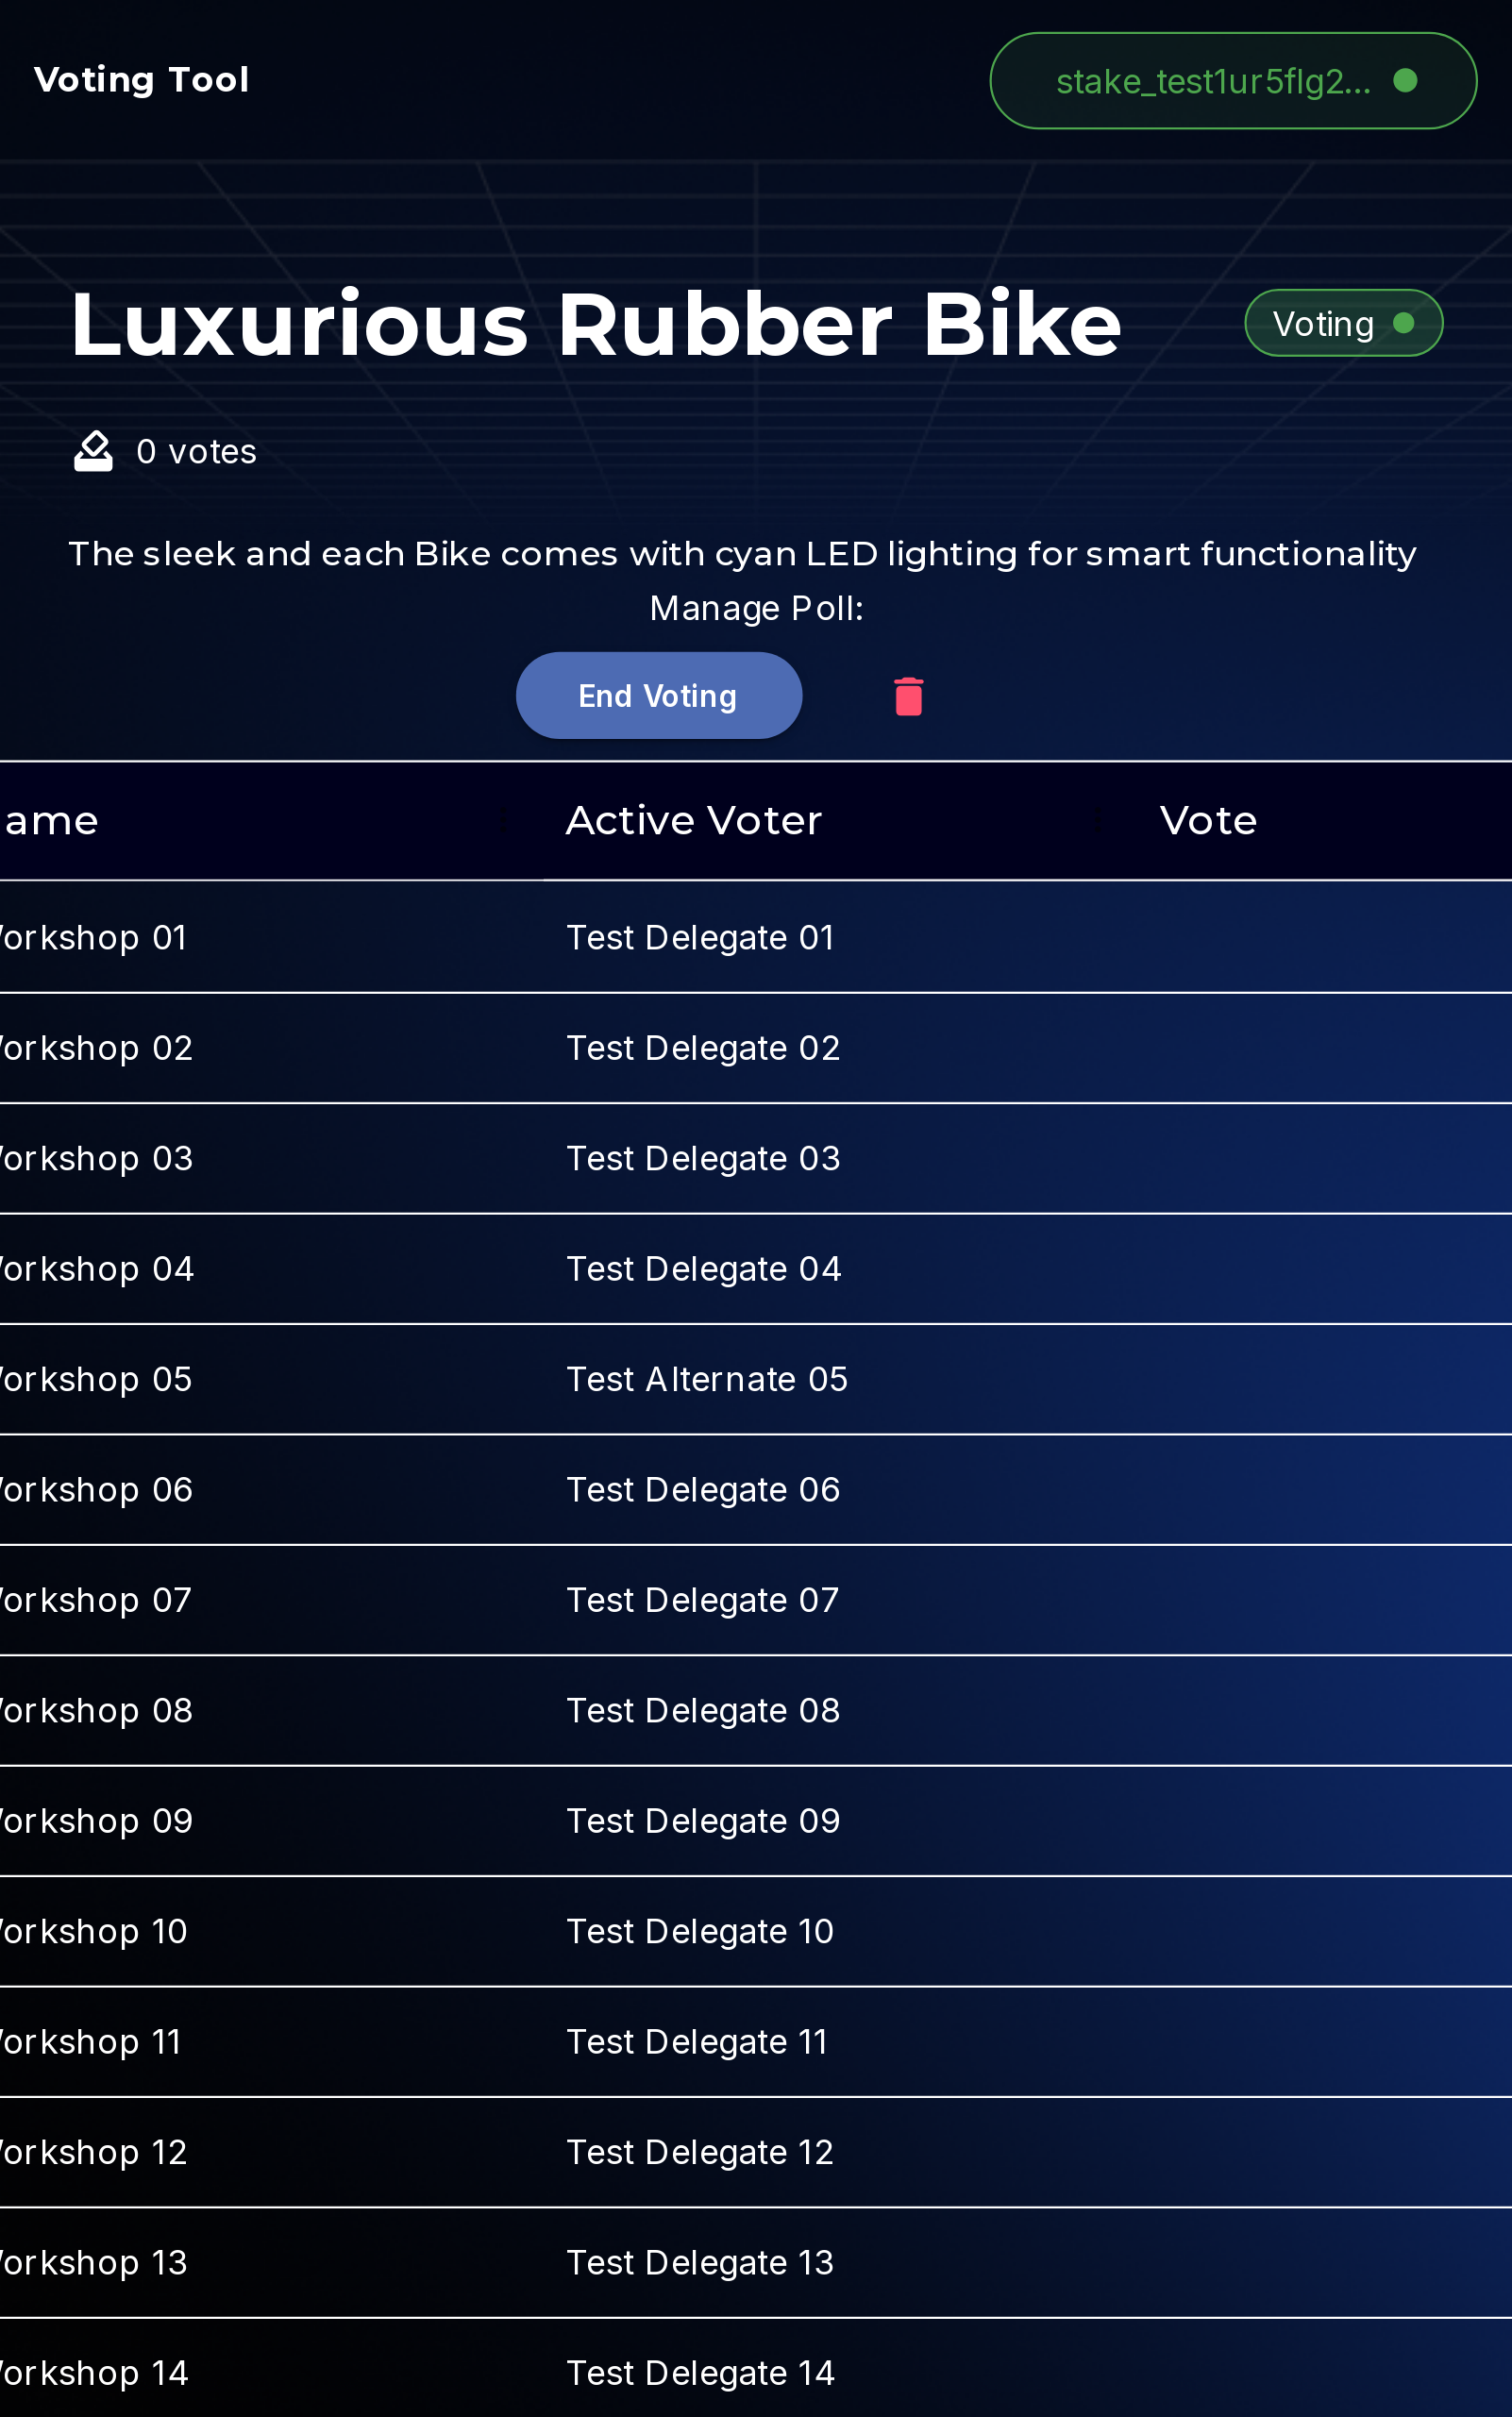 Voting Tool
stake_test1ur5flg2...
Luxurious Rubber Bike
Voting
0 votes
The sleek and each Bike comes with cyan LED lighting for smart functionality
Manage Poll:
End Voting
ame Active Voter Vote
orkshop 01 Test Delegate 01
orkshop 02 Test Delegate 02
orkshop 03 Test Delegate 03
orkshop 04 Test Delegate 04
orkshop 05 Test Alternate 05
orkshop 06 Test Delegate 06
orkshop 07 Test Delegate 07
orkshop 08 Test Delegate 08
orkshop 09 Test Delegate 09
orkshop 10 Test Delegate 10
orkshop 11 Test Delegate 11
orkshop 12 Test Delegate 12
orkshop 13 Test Delegate 13
orkshop 14 Test Delegate 14